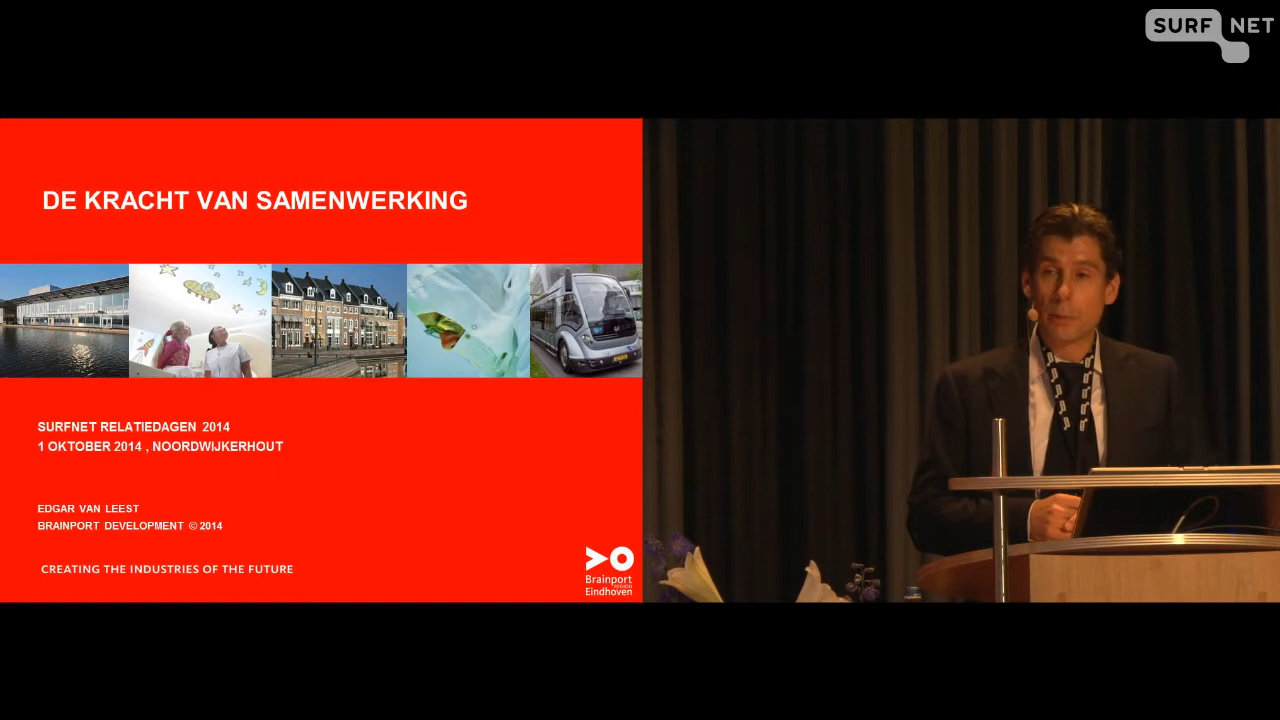 SURF NET
DE KRACHT VAN SAMENWERKING
SURFNET RELATIEDAGEN 2014
1 OKTOBER 2014 , NOORDWIJKERHOUT
EDGAR VAN LEEST
BRAINPORT DEVELOPMENT © 2014
CREATING THE INDUSTRIES OF THE FUTURE
Brainport
Eindhoven